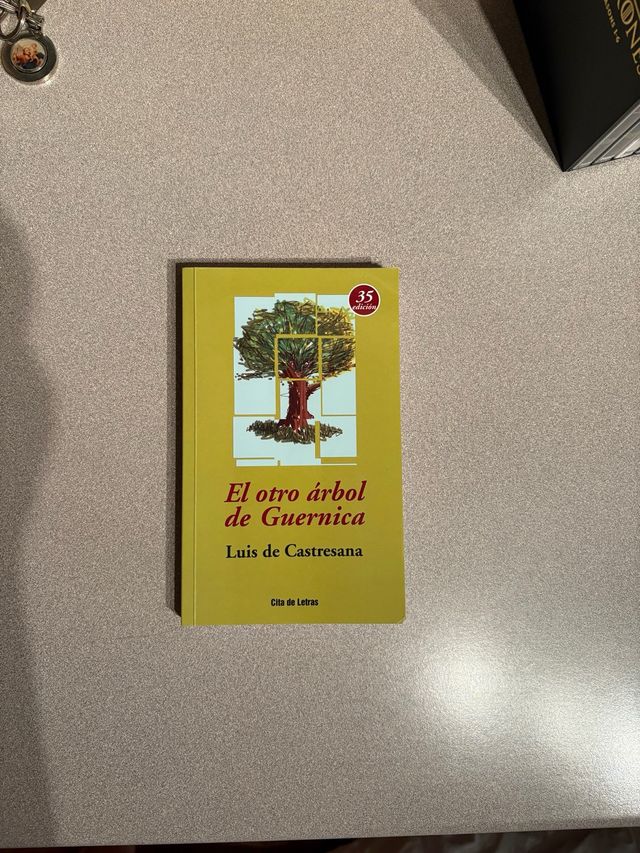 35
edición
El otro árbol
de Guernica
Luis de Castresana
Cita de Letras